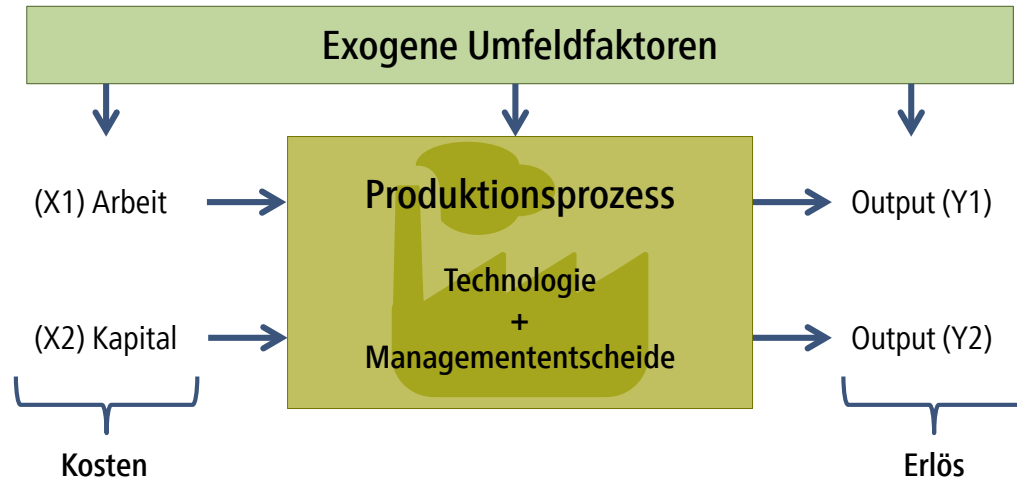 Exogene Umfeldfaktoren
(X1) Arbeit
Produktionsprozess
Output (Y1)
Technologie
+
Managemententscheide
(X2) Kapital
Output (Y2)
Kosten
Erlös